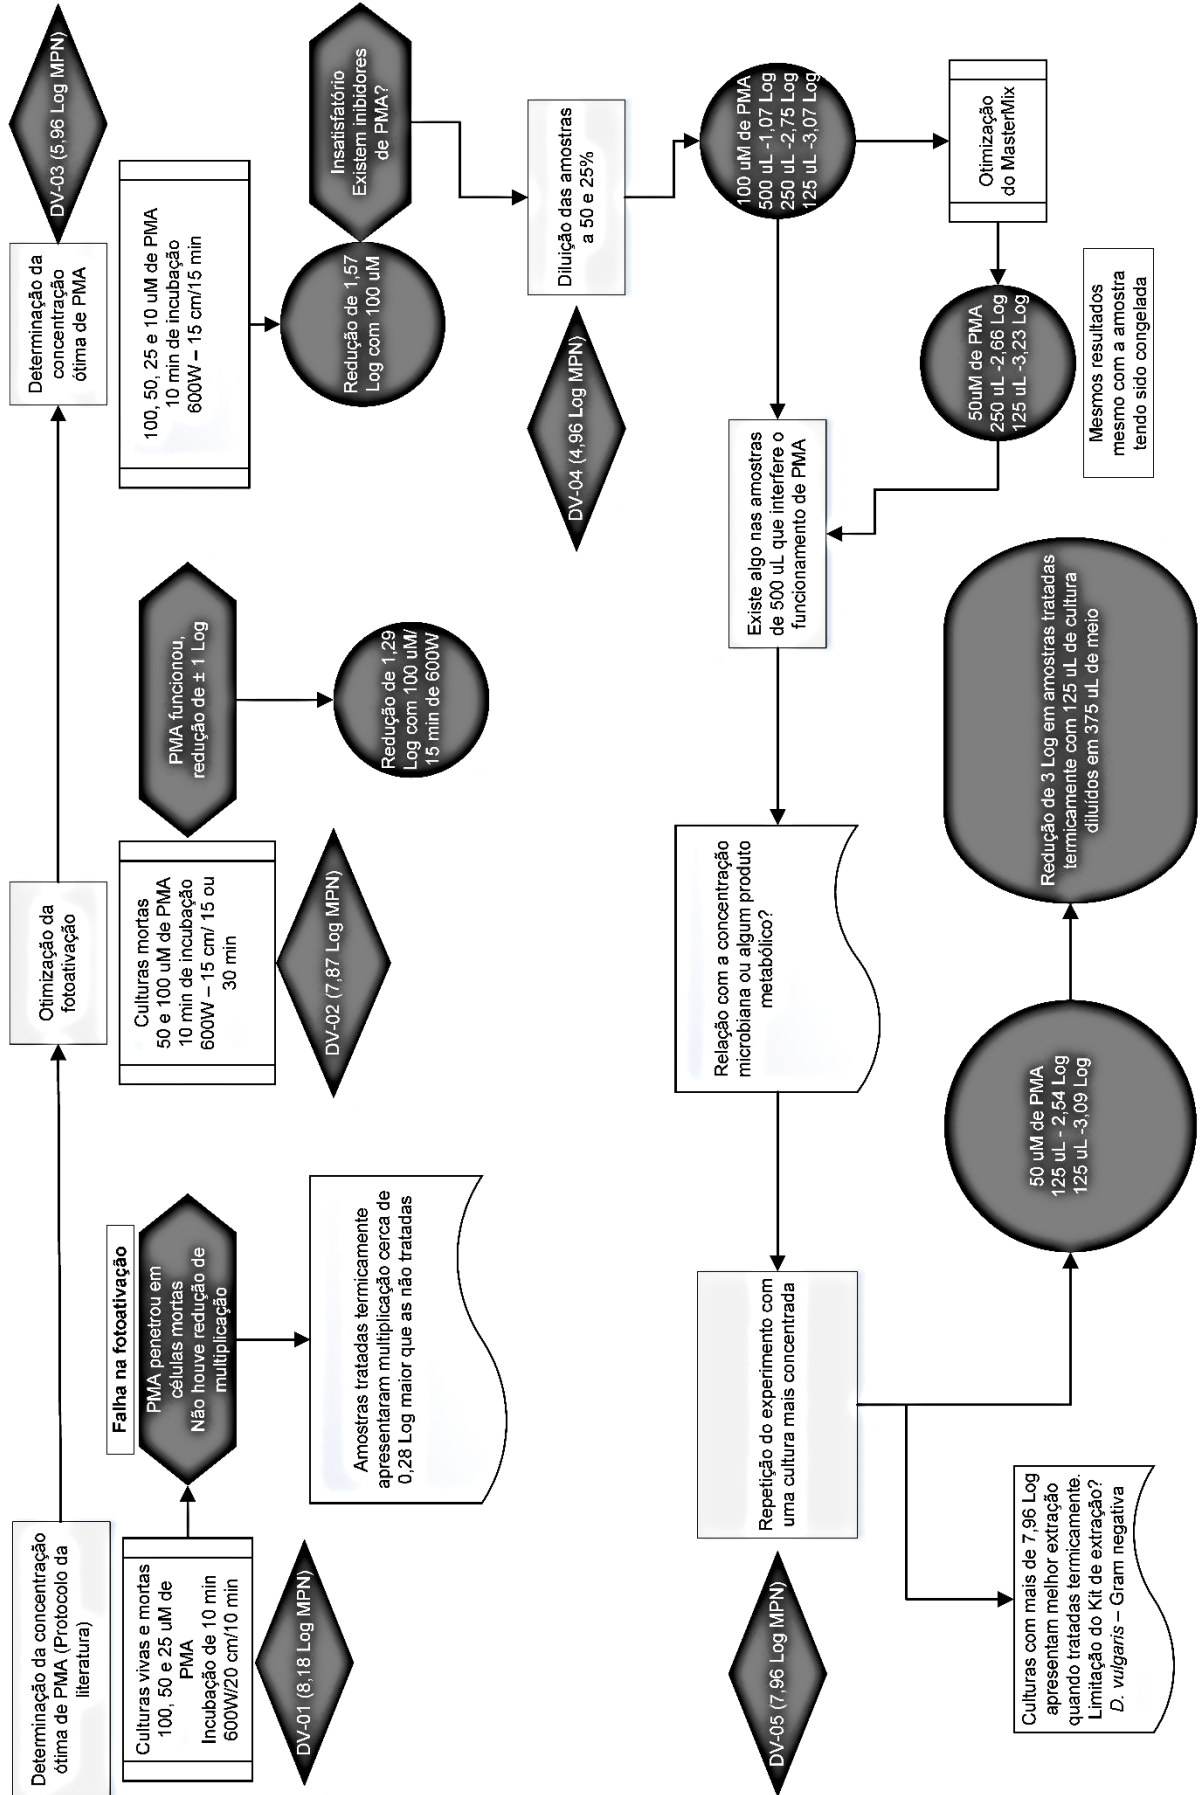 Determinação da concentração
ótima de PMA (Protocolo da
literatura)
Culturas vivas e mortas
100, 50 e 25 uM de
PMA
Incubação de 10 min
600W/20 cm/10 min
DV-01 (8,18 Log MPN)
Falha na fotoativação
PMA penetrou em
células mortas
Não houve redução de
multiplicação
Amostras tratadas termicamente
apresentaram multiplicação cerca de
0,28 Log maior que as não tratadas
Otimização da
fotoativação
Culturas mortas
50 e 100 uM de PMA
10 min de incubação
600W – 15 cm/ 15 ou
30 min
DV-02 (7,87 Log MPN)
PMA funcionou,
redução de ± 1 Log
Redução de 1,29
Log com 100 uM/
15 min de 600W
Determinação da
concentração
ótima de PMA
DV-03 (5,96 Log MPN)
100, 50, 25 e 10 uM de PMA
10 min de incubação
600W – 15 cm/15 min
Redução de 1,57
Log com 100 uM
Insatisfatório
Existem inibidores
de PMA?
Diluição das amostras
a 50 e 25%
DV-04 (4,96 Log MPN)
100 uM de PMA
500 uL -1,07 Log
250 uL -2,75 Log
125 uL -3,07 Log
Otimização
do MasterMix
50uM de PMA
250 uL -2,66 Log
125 uL -3,23 Log
Mesmos resultados
mesmo com a amostra
tendo sido congelada
Existe algo nas amostras
de 500 uL que interfere o
funcionamento de PMA
Relação com a concentração
microbiana ou algum produto
metabólico?
Repetição do experimento com
uma cultura mais concentrada
DV-05 (7,96 Log MPN)
Culturas com mais de 7,96 Log
apresentam melhor extração
quando tratadas termicamente.
Limitação do Kit de extração?
D. vulgaris – Gram negativa
50 uM de PMA
125 uL - 2,54 Log
125 uL -3,09 Log
Redução de 3 Log em amostras tratadas
termicamente com 125 uL de cultura
diluídos em 375 uL de meio